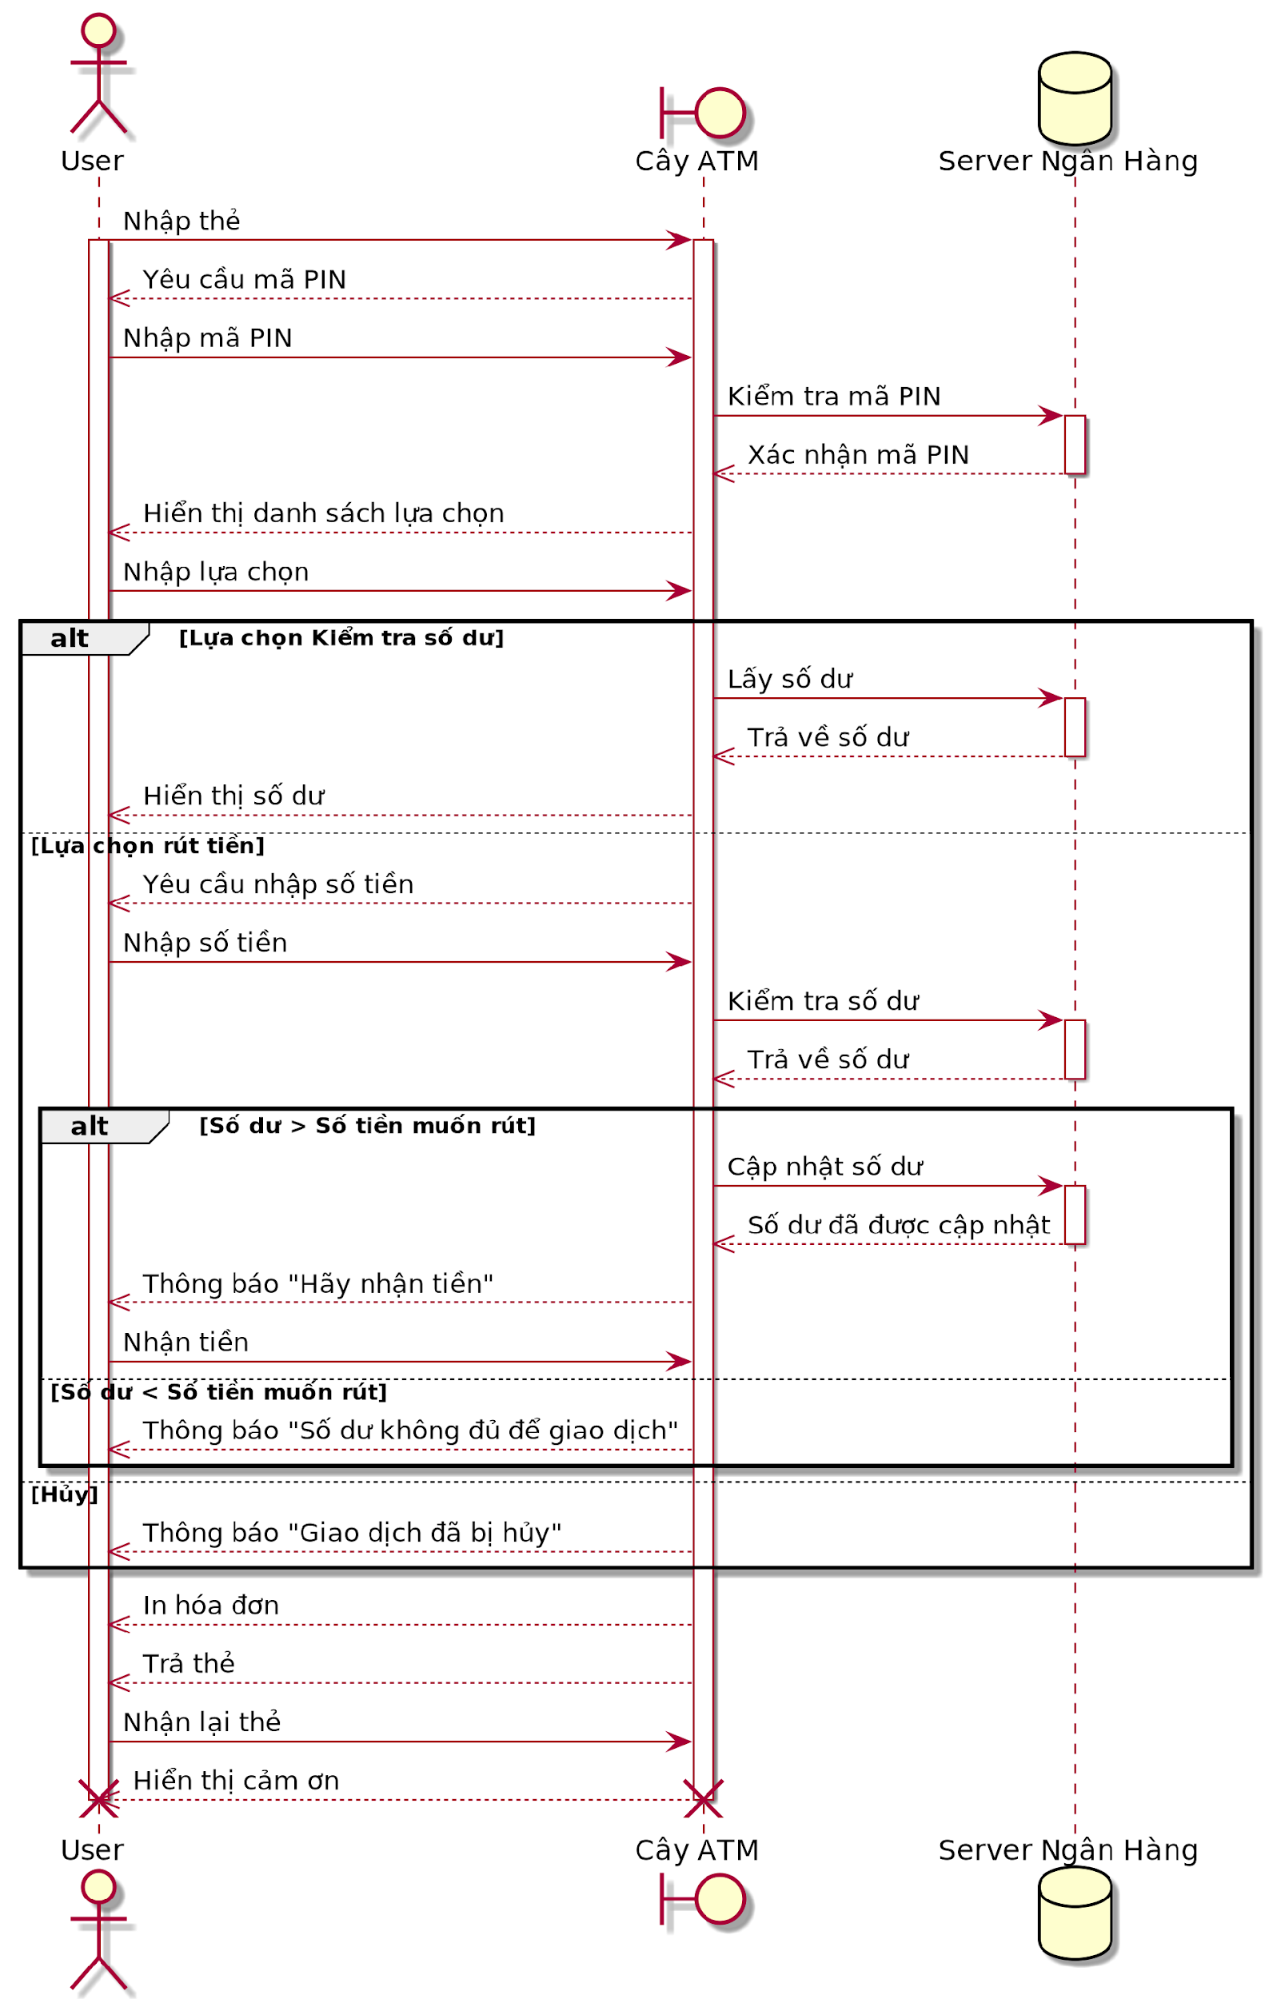 User
Cây ATM
Server Ngân Hàng
Nhập thẻ
Yêu cầu mã PIN
Nhập mã PIN
Kiểm tra mã PIN
Xác nhận mã PIN
Hiển thị danh sách lựa chọn
Nhập lựa chọn
alt [Lựa chọn Kiểm tra số dư]
Lấy số dư
Trả về số dư
Hiển thị số dư
[Lựa chọn rút tiền]
Yêu cầu nhập số tiền
Nhập số tiền
Kiểm tra số dư
Trả về số dư
alt [Số dư > Số tiền muốn rút]
Cập nhật số dư
Số dư đã được cập nhật
Thông báo "Hãy nhận tiền"
Nhận tiền
[Số dư < Số tiền muốn rút]
Thông báo "Số dư không đủ để giao dịch"
[Hủy]
Thông báo "Giao dịch đã bị hủy"
In hóa đơn
Trả thẻ
Nhận lại thẻ
Hiển thị cảm ơn
User
Cây ATM
Server Ngân Hàng